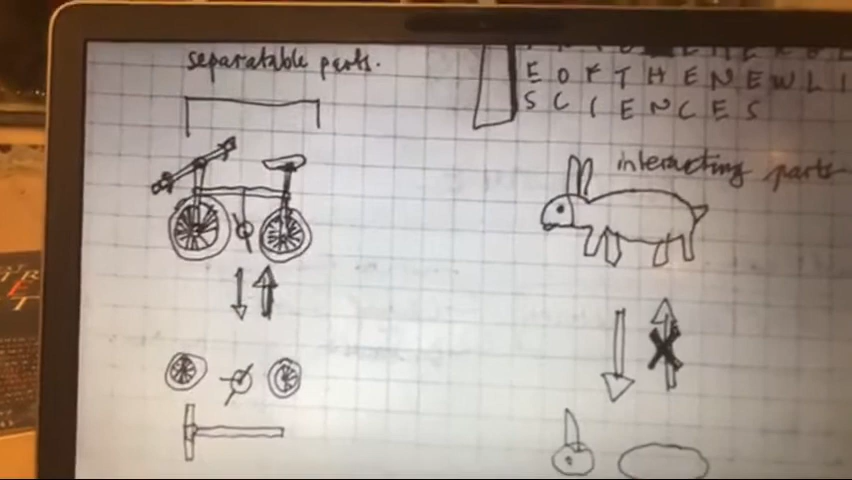 separatable parts.
E O F T H E N E W L I
S C I E N C E S
interacting parts